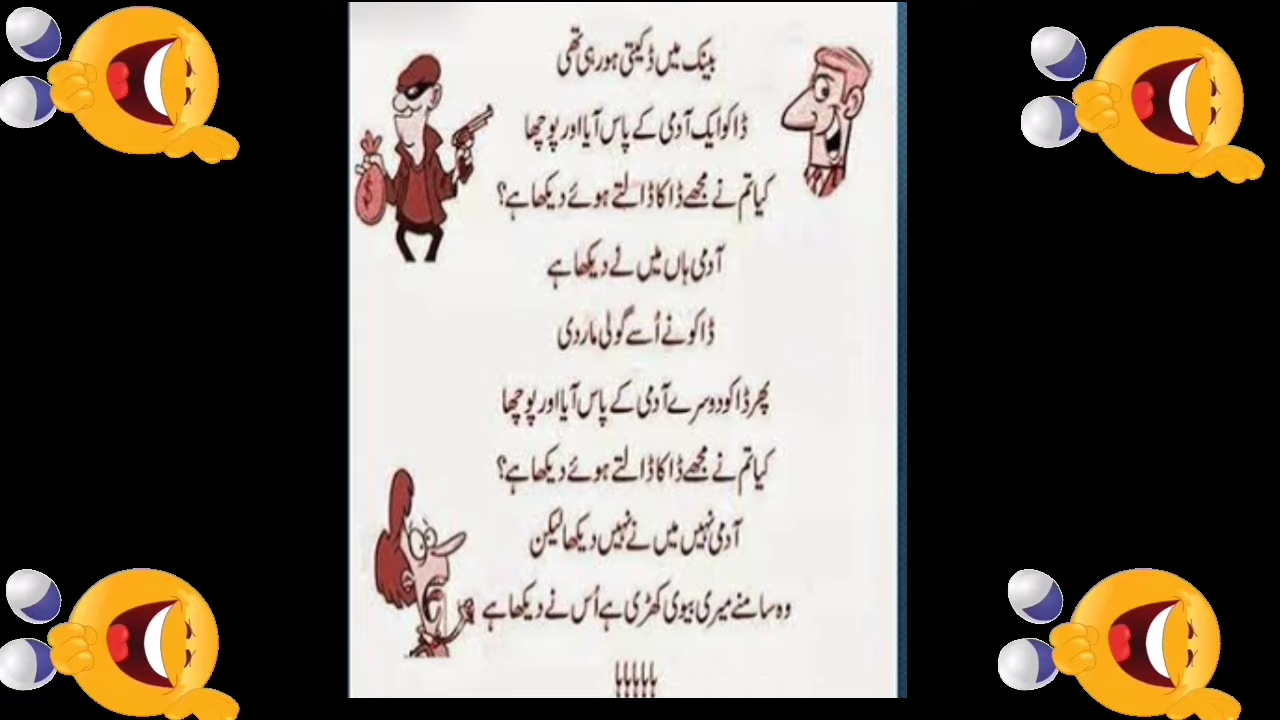 بینک میں ڈکیتی ہو رہی تھی
ڈاکو ایک آدمی کے پاس آیا اور پوچھا
کیا تم نے مجھے ڈاکا ڈالتے ہوئے دیکھا ہے؟
آدمی ہاں میں نے دیکھا ہے
ڈاکو نے اُسے گولی مار دی
پھر ڈاکو دوسرے آدمی کے پاس آیا اور پوچھا
کیا تم نے مجھے ڈاکا ڈالتے ہوئے دیکھا ہے؟
آدمی نہیں میں نے نہیں دیکھا لیکن
وہ سامنے میری بیوی کھڑی ہے اُس نے دیکھا ہے
ہاہاہاہاہا
$